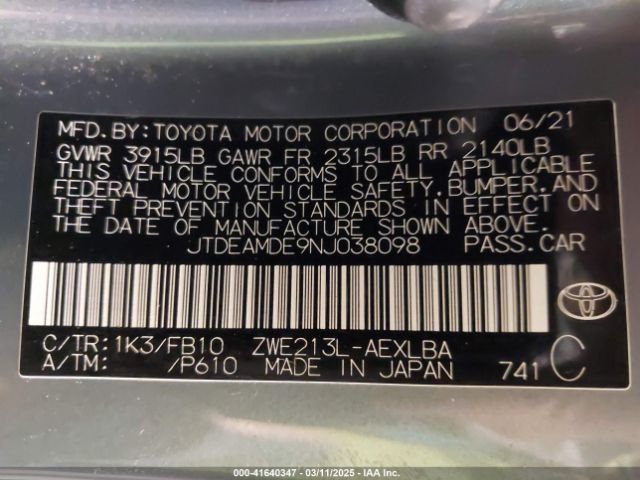 MFD.BY:TOYOTA MOTOR CORPORATION 06/21
GVWR 3915LB GAWR FR 2315LB RR 2140LB
THIS VEHICLE CONFORMS TO ALL APPLICABLE
FEDERAL MOTOR VEHICLE SAFETY,BUMPER,AND
THEFT PREVENTION STANDARDS IN EFFECT ON
THE DATE OF MANUFACTURE SHOWN ABOVE.
JTDEAMDE9NJ038098 PASS.CAR
C/TR:1K3/FB10 ZWE213L-AEXLBA
A/TM: /P610 MADE IN JAPAN 741 C
000-41640347 | 03/11/2025 - IAA Inc.